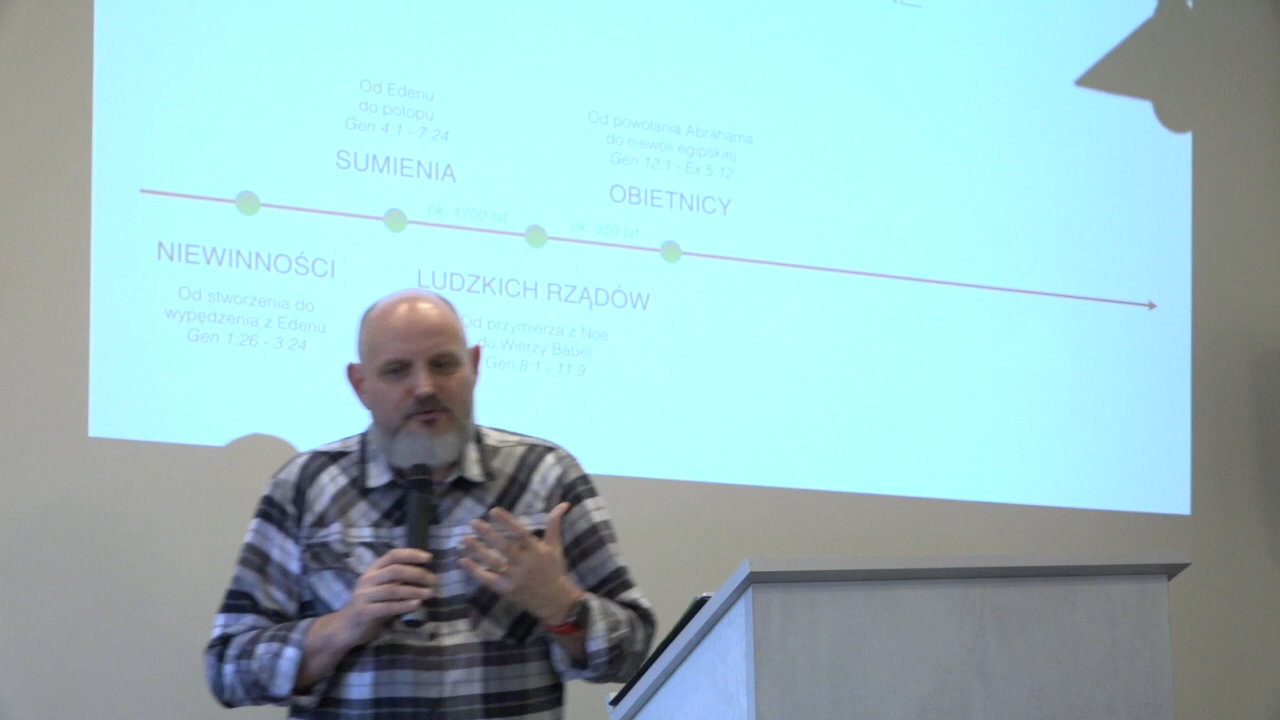 Od Edenu
do potopu
Gen 4:1 - 7:24
SUMIENIA
Od powołania Abrahama
do niewoli egipskiej
Gen 12:1 - Ex 5:12
OBIETNICY
ok. 1700 lat
ok. 350 lat
NIEWINNOŚCI
Od stworzenia do
wypędzenia z Edenu
Gen 1:26 - 3:24
LUDZKICH RZĄDÓW
Od przymierza z Noe
do Wierzy Babel
Gen 8:1 - 11:9